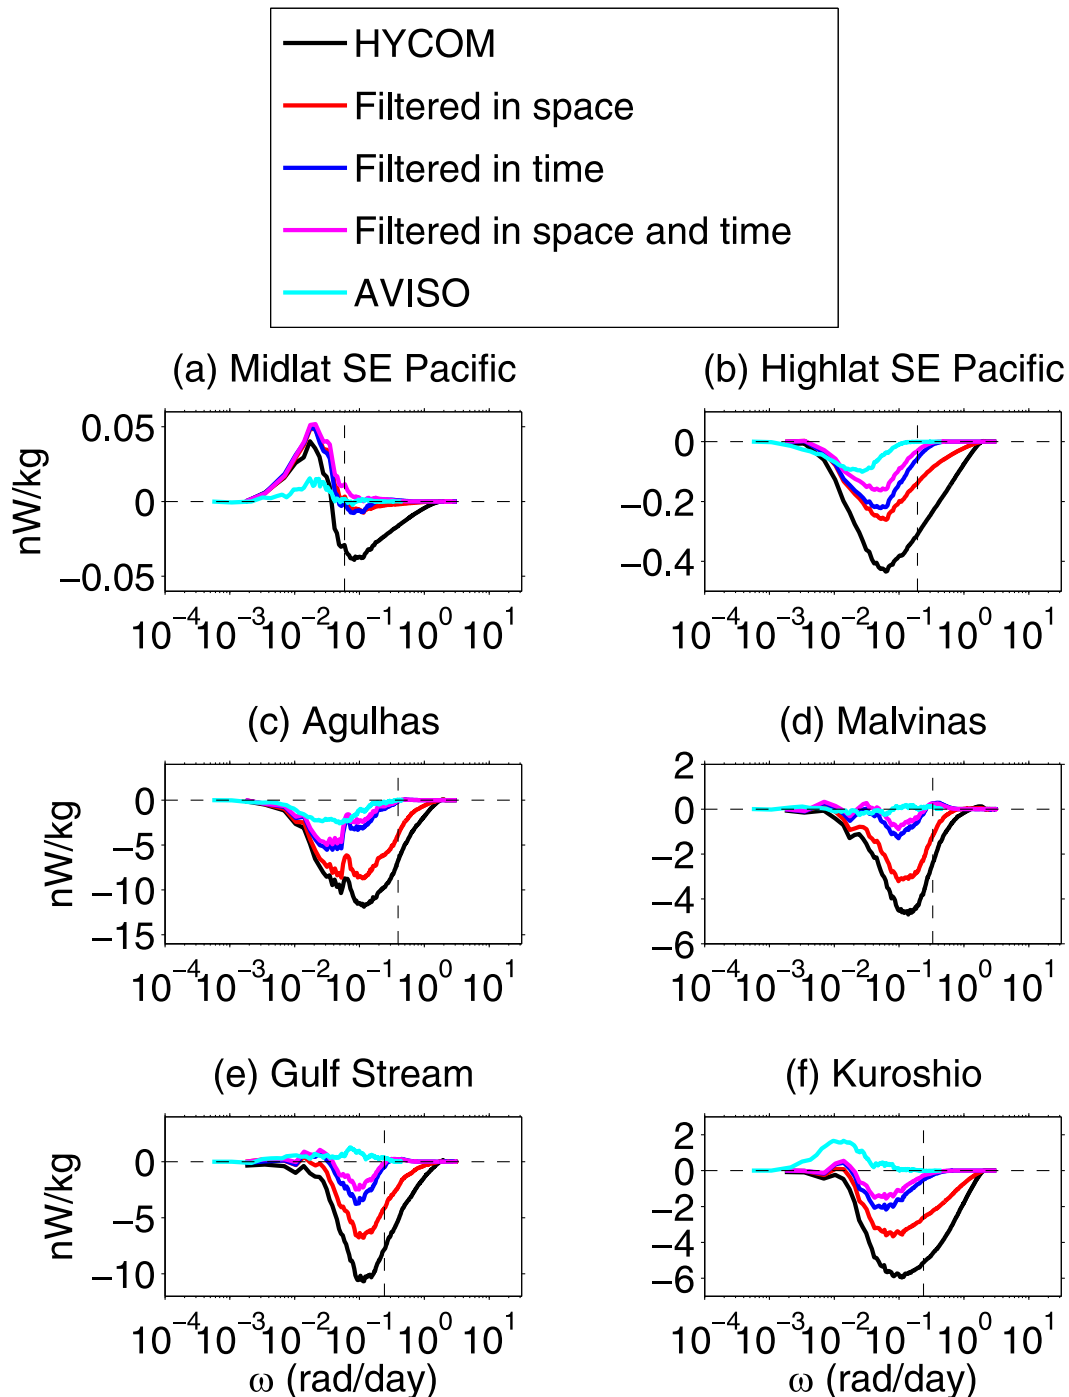 HYCOM
Filtered in space
Filtered in time
Filtered in space and time
AVISO
(a) Midlat SE Pacific
(b) Highlat SE Pacific
nW/kg
0.05
0
−0.05
10⁻⁴ 10⁻³ 10⁻² 10⁻¹ 10⁰ 10¹
0
−0.2
−0.4
10⁻⁴ 10⁻³ 10⁻² 10⁻¹ 10⁰ 10¹
(c) Agulhas
(d) Malvinas
nW/kg
0
−5
−10
−15
10⁻⁴ 10⁻³ 10⁻² 10⁻¹ 10⁰ 10¹
2
0
−2
−4
−6
10⁻⁴ 10⁻³ 10⁻² 10⁻¹ 10⁰ 10¹
(e) Gulf Stream
(f) Kuroshio
nW/kg
0
−5
−10
10⁻⁴ 10⁻³ 10⁻² 10⁻¹ 10⁰ 10¹
ω (rad/day)
2
0
−2
−4
−6
10⁻⁴ 10⁻³ 10⁻² 10⁻¹ 10⁰ 10¹
ω (rad/day)